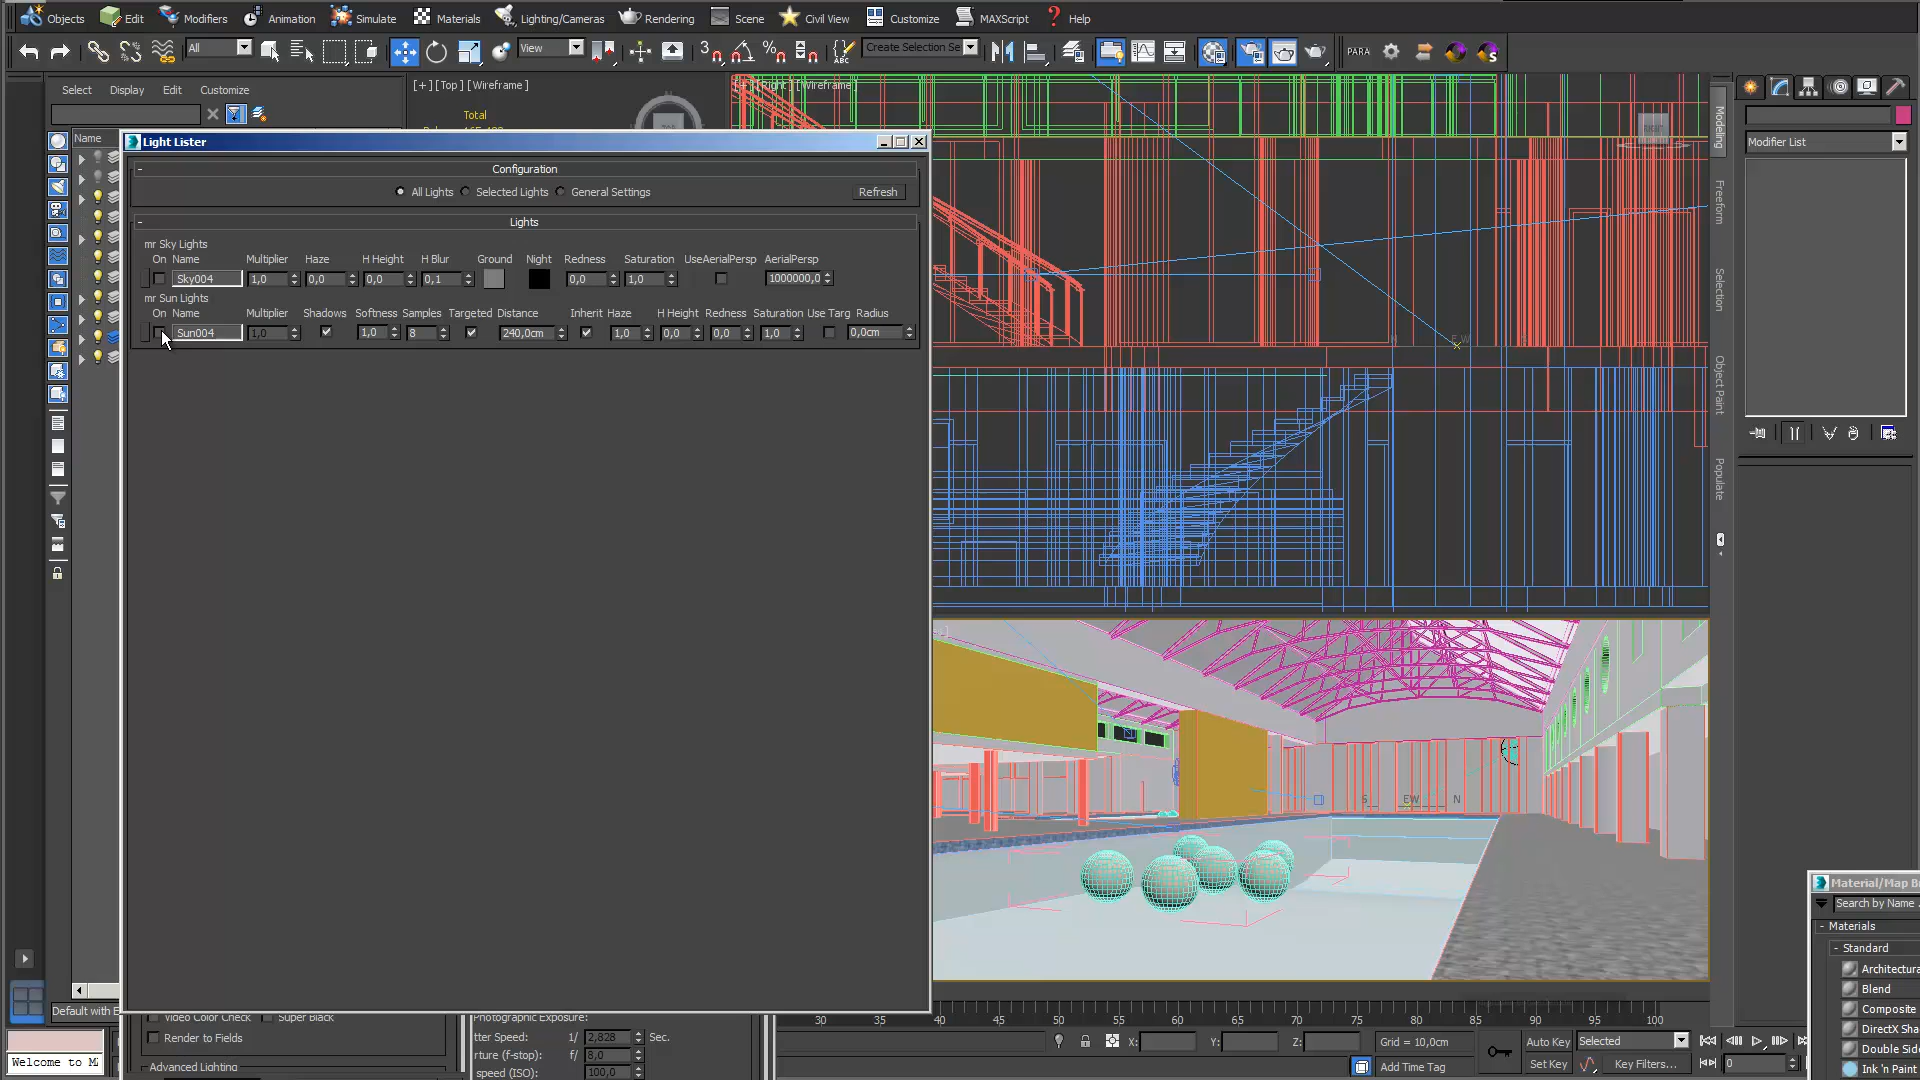 Objects Edit Modifiers Animation Simulate Materials Lighting/Cameras Rendering Scene Civil View Customize MAXScript Help
All View Create Selection Se PARA
Select Display Edit Customize
[+][Top][Wireframe]
[Wireframe]
Total
Name
Modifier List
Modeling
Freeform
Selection
Object Paint
Populate
Light Lister
Configuration
All Lights Selected Lights General Settings Refresh
Lights
mr Sky Lights
On Name Multiplier Haze H Height H Blur Ground Night Redness Saturation UseAerialPersp AerialPersp
Sky004 1,0 0,0 0,0 0,1 0,0 1,0 1000000,0
mr Sun Lights
On Name Multiplier Shadows Softness Samples Targeted Distance Inherit Haze H Height Redness Saturation Use Targ Radius
Sun004 1,0 1,0 8 240,0cm 1,0 0,0 0,0 1,0 0,0cm
S EW N
Material/Map B
Search by Name
- Materials
- Standard
Architectura
Blend
Composite
DirectX Sha
Double Side
Ink 'n Paint
Default with E
Welcome to M
Video Color Check Super Black
Render to Fields
Advanced Lighting
Photographic Exposure:
tter Speed: 1/ 2,828 Sec.
rture (f-stop): f/ 8,0
speed (ISO): 100,0
30 35 40 45 50 55 60 65 70 75 80 85 90 95 100
X: Y: Z: Grid = 10,0cm Auto Key Selected
Add Time Tag Set Key Key Filters... 0